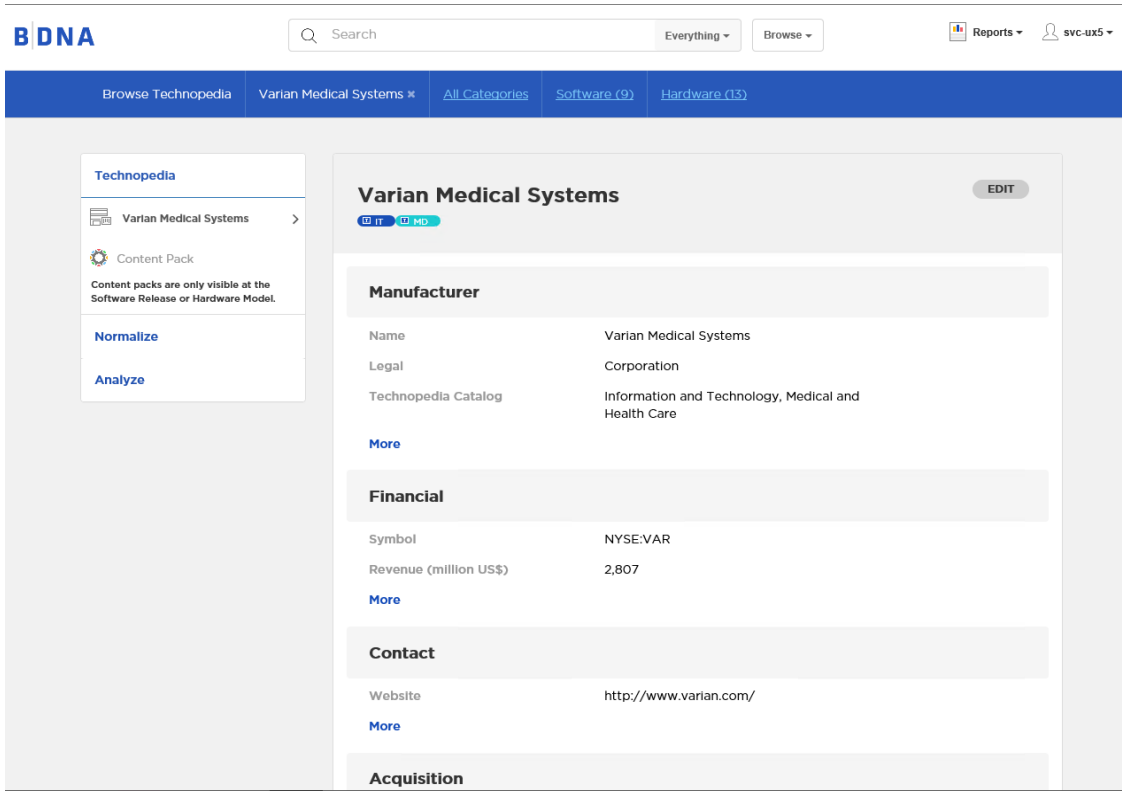 BDNA
Search
Everything
Browse
Reports
svc-ux5
Browse Technopedia
Varian Medical Systems ×
All Categories
Software (9)
Hardware (13)
Technopedia
Varian Medical Systems
Content Pack
Content packs are only visible at the
Software Release or Hardware Model.
Normalize
Analyze
Varian Medical Systems
EDIT
IT
MD
Manufacturer
Name Varian Medical Systems
Legal Corporation
Technopedia Catalog Information and Technology, Medical and
Health Care
More
Financial
Symbol NYSE:VAR
Revenue (million US$) 2,807
More
Contact
Website http://www.varian.com/
More
Acquisition